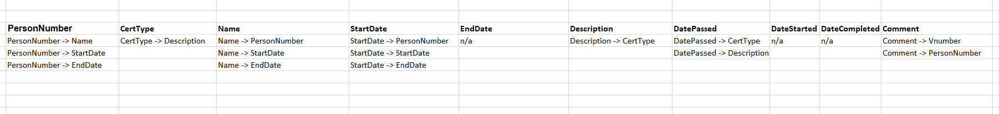 PersonNumber CertType Name StartDate EndDate Description DatePassed DateStarted DateCompleted Comment
PersonNumber -> Name CertType -> Description Name -> PersonNumber StartDate -> PersonNumber n/a Description -> CertType DatePassed -> CertType n/a n/a Comment -> Vnumber
PersonNumber -> StartDate Name -> StartDate StartDate -> StartDate DatePassed -> Description Comment -> PersonNumber
PersonNumber -> EndDate Name -> EndDate StartDate -> EndDate